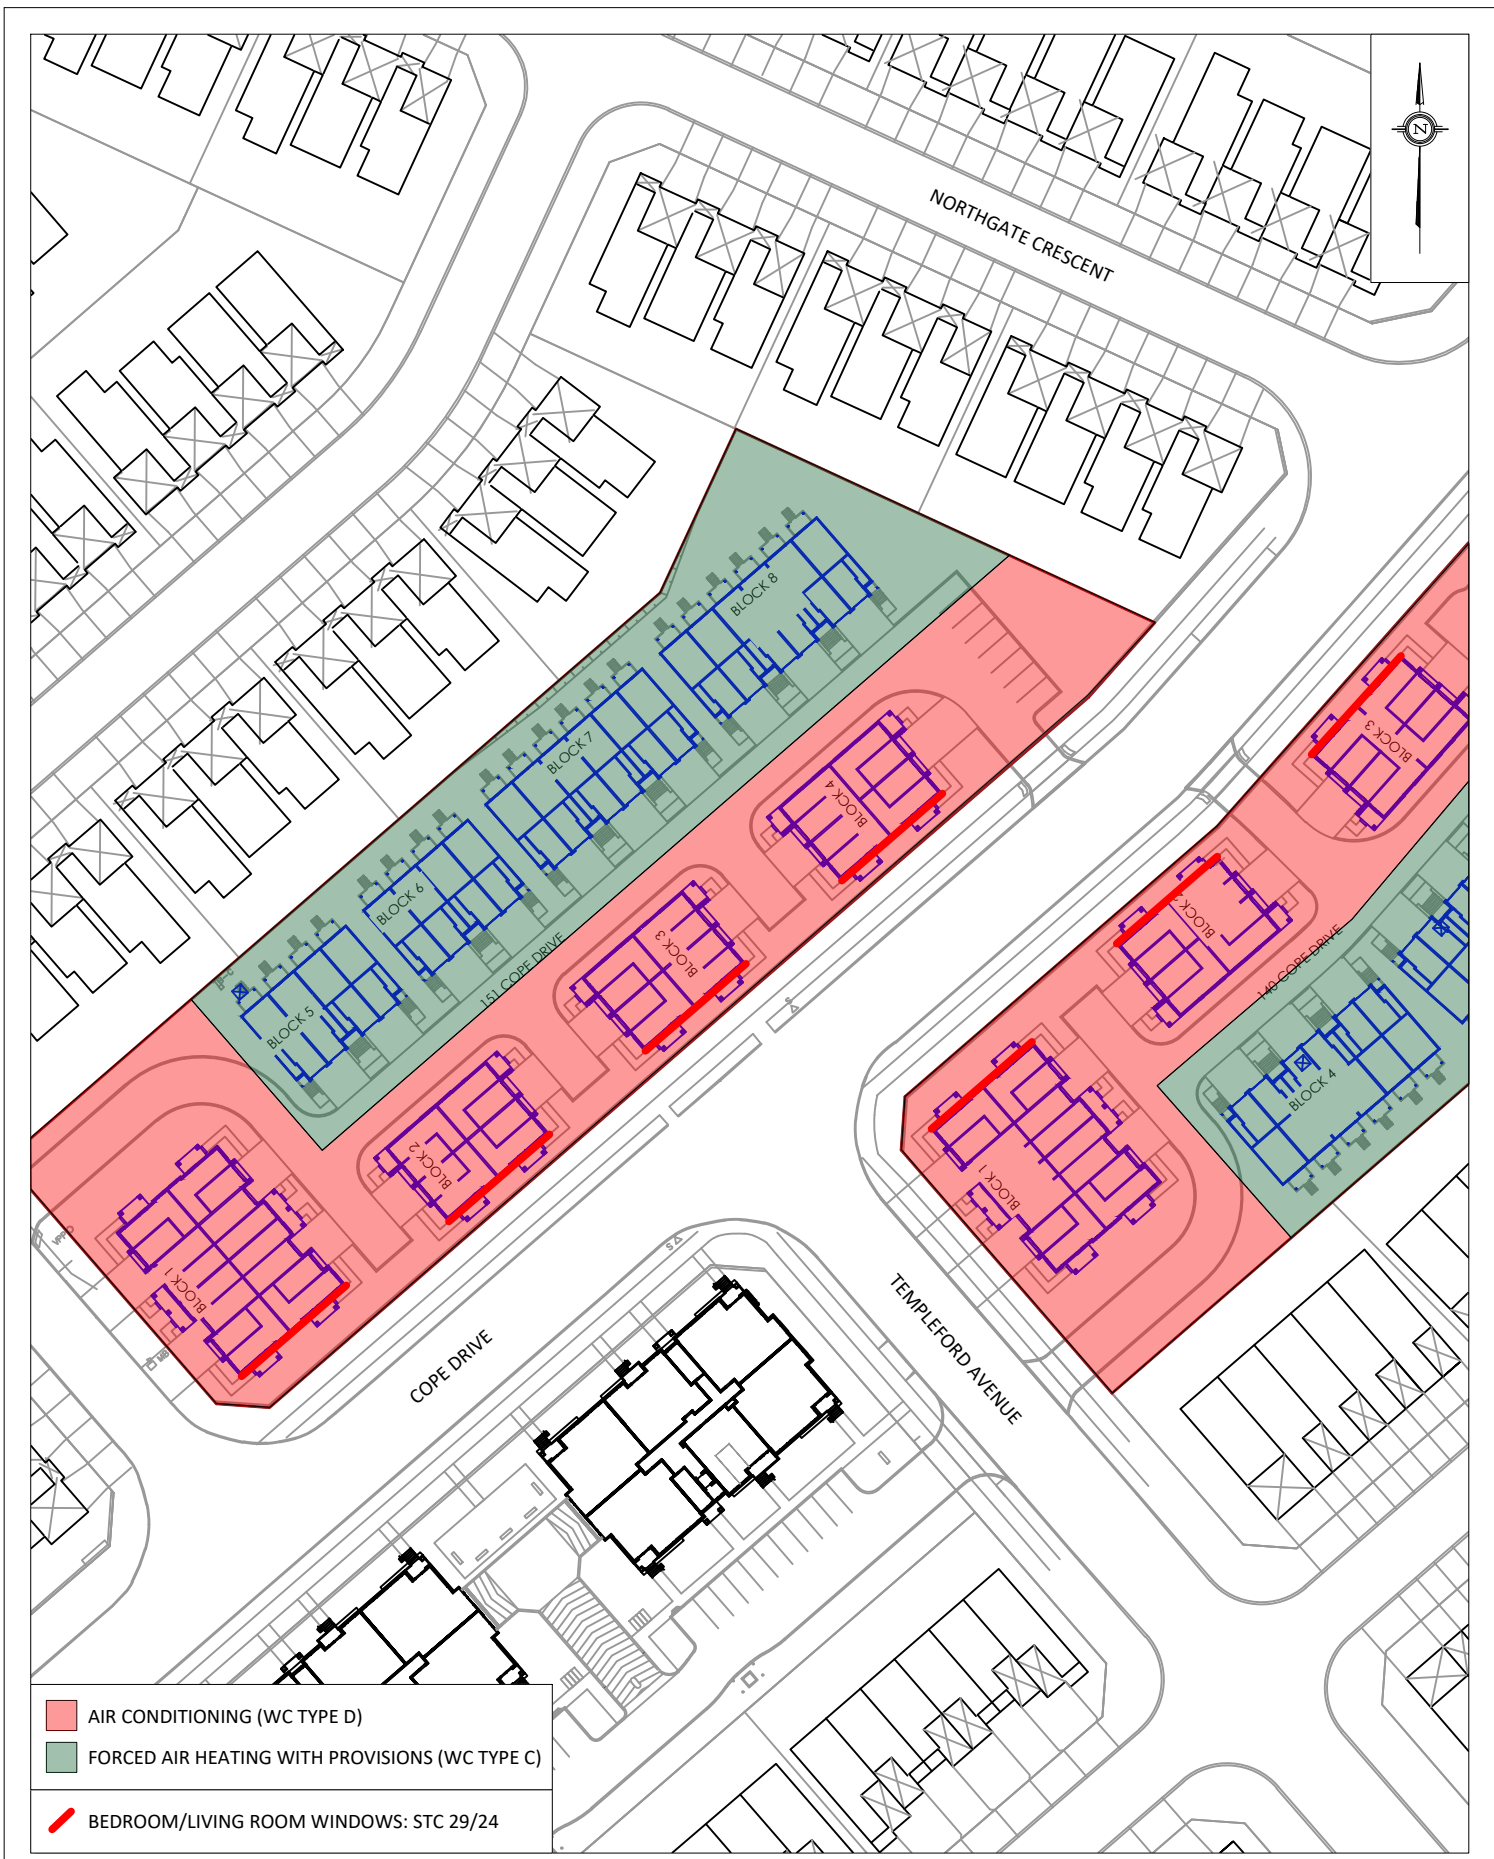 N
NORTHGATE CRESCENT
BLOCK 8
BLOCK 7
BLOCK 6
BLOCK 5
151 COPE DRIVE
BLOCK 4
BLOCK 3
BLOCK 2
BLOCK 1
BLOCK 3
BLOCK 2
140 COPE DRIVE
BLOCK 4
BLOCK 1
S
S
VPP
MB
COPE DRIVE
TEMPLEFORD AVENUE
AIR CONDITIONING (WC TYPE D)
FORCED AIR HEATING WITH PROVISIONS (WC TYPE C)
BEDROOM/LIVING ROOM WINDOWS: STC 29/24